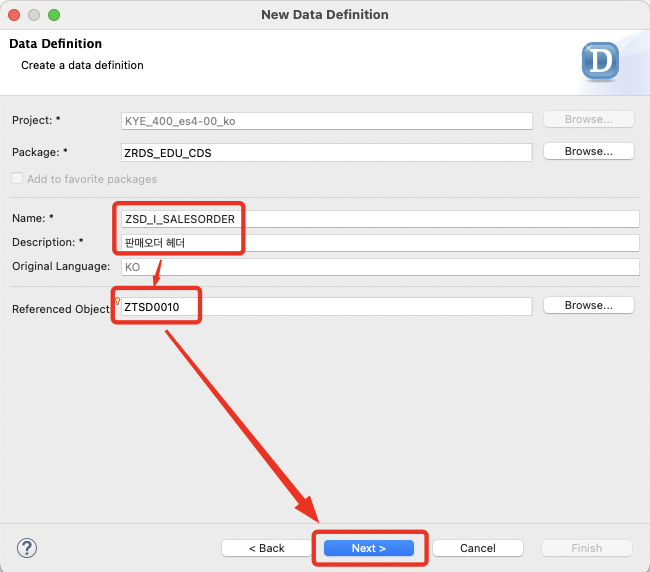 New Data Definition
Data Definition
Create a data definition
D
Project: * KYE_400_es4-00_ko Browse...
Package: * ZRDS_EDU_CDS Browse...
Add to favorite packages
Name: * ZSD_I_SALESORDER
Description: * 판매오더 헤더
Original Language: KO
Referenced Object: ZTSD0010 Browse...
? < Back Next > Cancel Finish